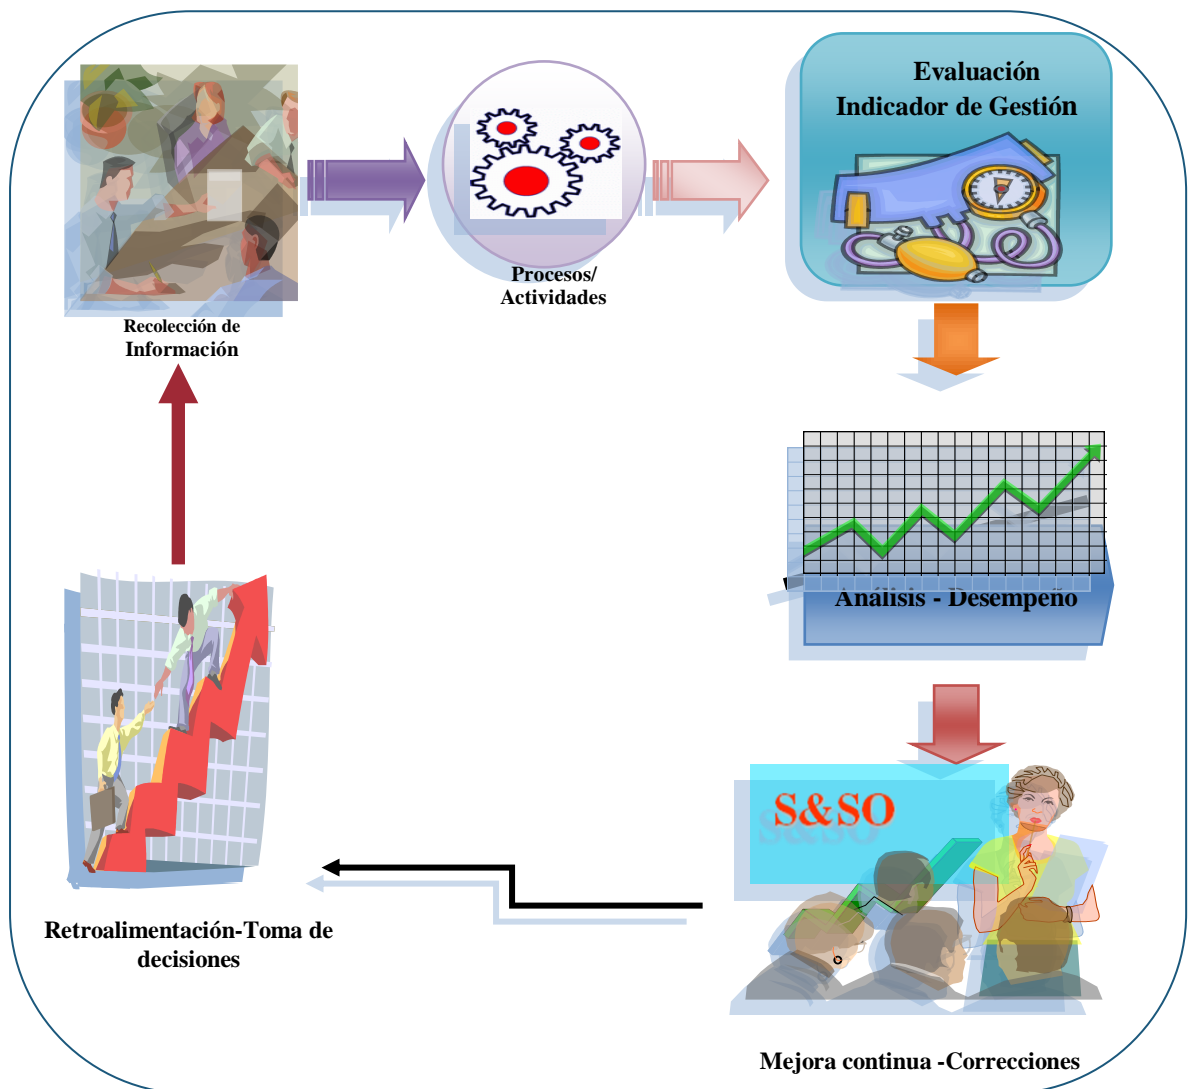 Evaluación
Indicador de Gestión
Procesos/
Actividades
Recolección de
Información
Análisis - Desempeño
S&SO
Retroalimentación-Toma de
decisiones
Mejora continua -Correcciones